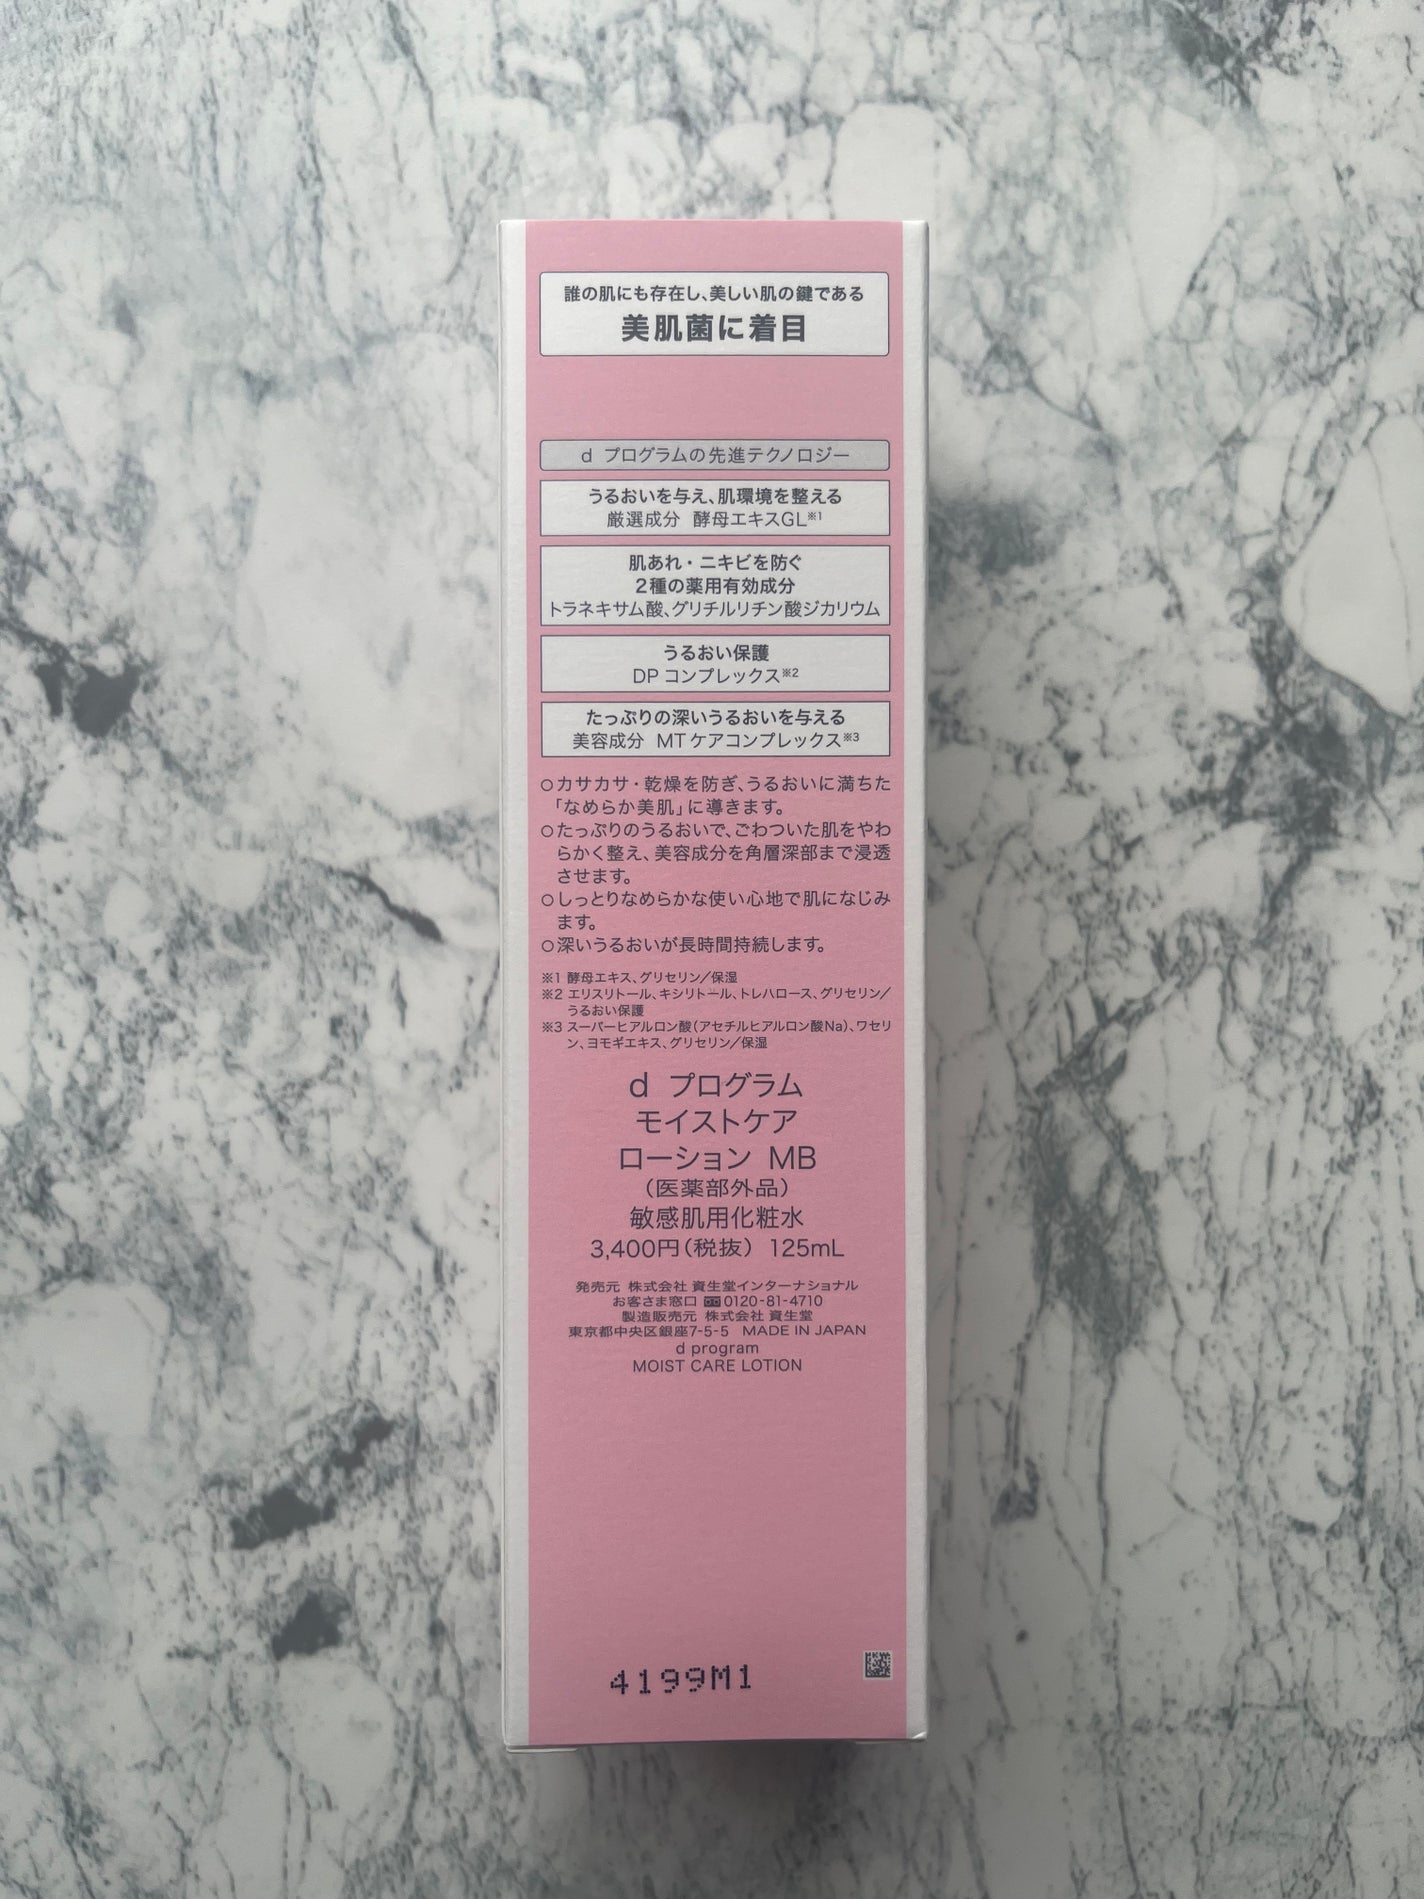 誰の肌にも存在し、美しい肌の鍵である
美肌菌に着目
d プログラムの先進テクノロジー
うるおいを与え、肌環境を整える
厳選成分 酵母エキスGL※1
肌あれ・ニキビを防ぐ
2種の薬用有効成分
トラネキサム酸、グリチルリチン酸ジカリウム
うるおい保護
DP コンプレックス※2
たっぷりの深いうるおいを与える
美容成分 MT ケアコンプレックス※3
○カサカサ・乾燥を防ぎ、うるおいに満ちた
「なめらか美肌」に導きます。
○たっぷりのうるおいで、ごわついた肌をやわ
らかく整え、美容成分を角層深部まで浸透
させます。
○しっとりなめらかな使い心地で肌になじみ
ます。
○深いうるおいが長時間持続します。
※1 酵母エキス、グリセリン／保湿
※2 エリスリトール、キシリトール、トレハロース、グリセリン／
うるおい保護
※3 スーパーヒアルロン酸（アセチルヒアルロン酸Na）、ワセリ
ン、ヨモギエキス、グリセリン／保湿
d プログラム
モイストケア
ローション MB
（医薬部外品）
敏感肌用化粧水
3,400円（税抜） 125mL
発売元 株式会社 資生堂インターナショナル
お客さま窓口 0120-81-4710
製造販売元 株式会社 資生堂
東京都中央区銀座7-5-5 MADE IN JAPAN
d program
MOIST CARE LOTION
4199M1